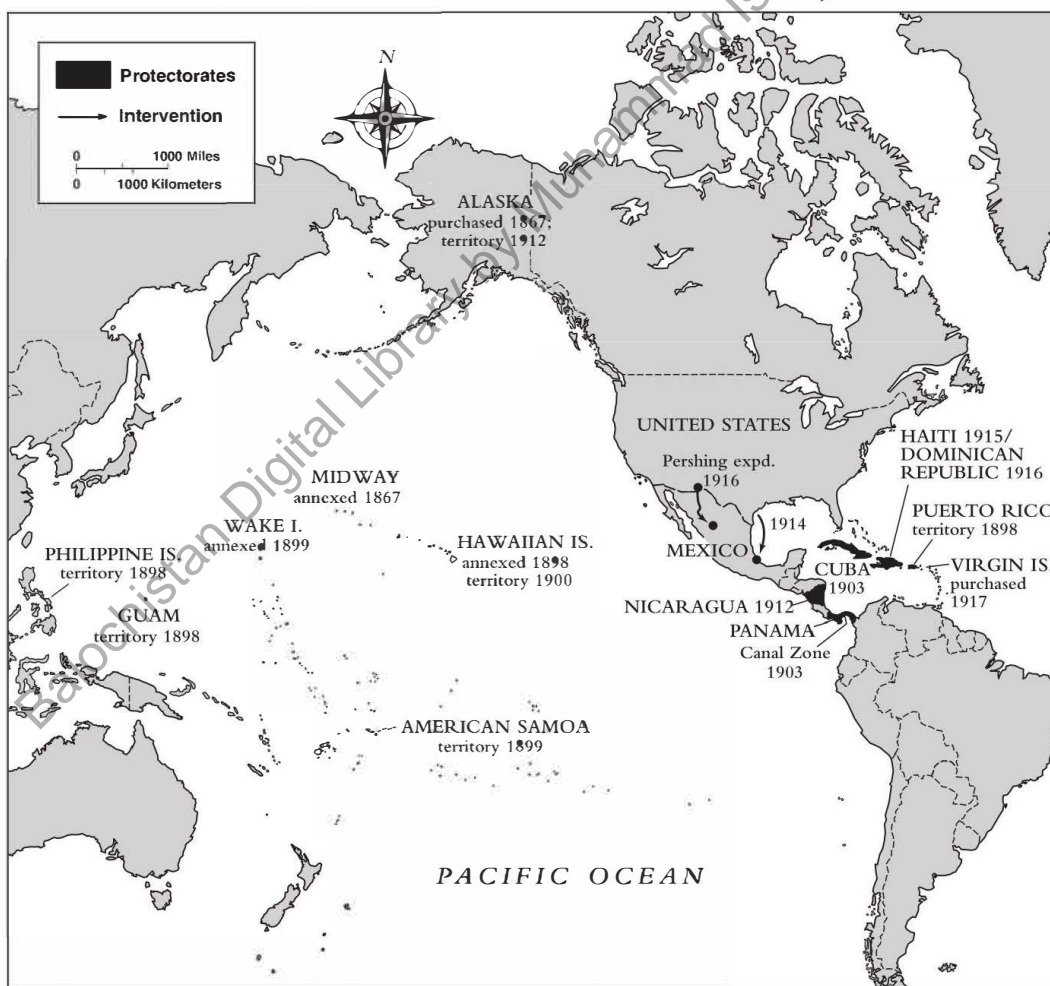 Protectorates
Intervention
0 1000 Miles
0 1000 Kilometers
N
ALASKA
purchased 1867;
territory 1912
UNITED STATES
Pershing expd.
1916
HAITI 1915/
DOMINICAN
REPUBLIC 1916
MIDWAY
annexed 1867
PUERTO RICO
territory 1898
WAKE I.
annexed 1899
1914
HAWAIIAN IS.
annexed 1898
territory 1900
MEXICO
PHILIPPINE IS.
territory 1898
CUBA
1903
VIRGIN IS.
purchased
1917
GUAM
territory 1898
NICARAGUA 1912
PANAMA
Canal Zone
1903
AMERICAN SAMOA
territory 1899
PACIFIC OCEAN
Balochistan Digital Library by Muhammad